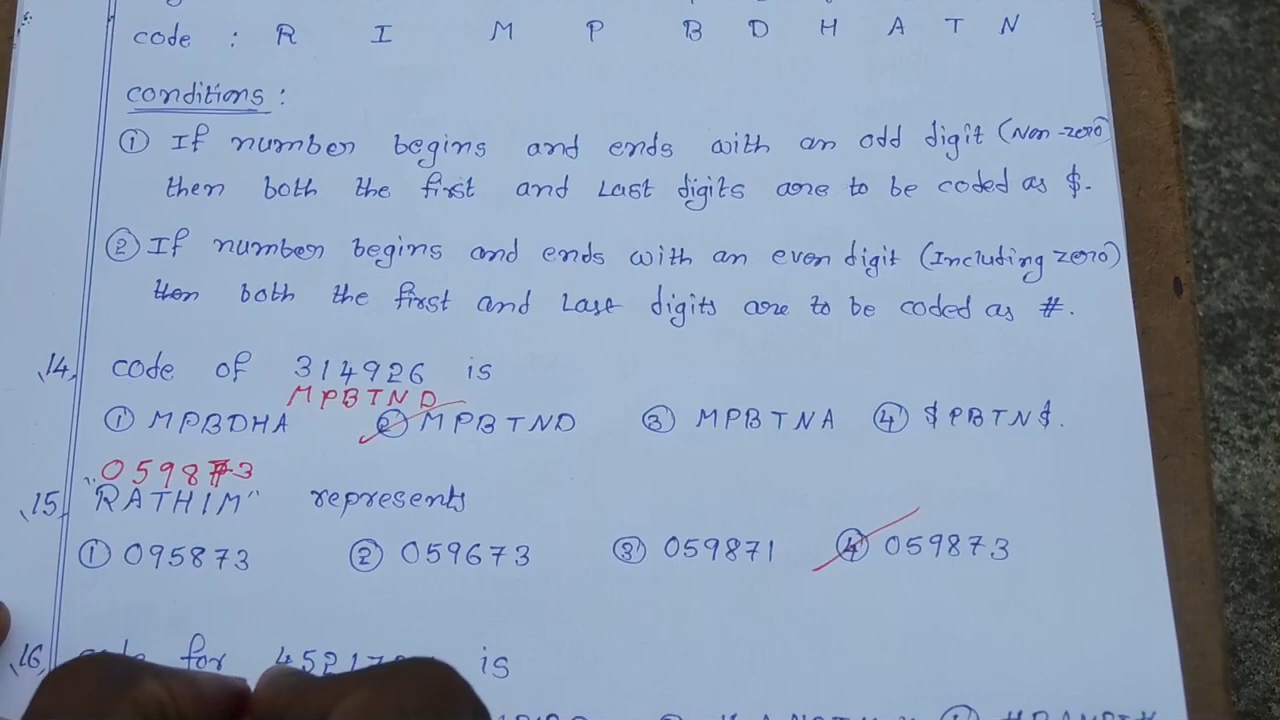 code : R I M P B D H A T N
conditions :
① If number begins and ends with an odd digit (Non-zero)
then both the first and Last digits are to be coded as $.
② If number begins and ends with an even digit (Including zero)
then both the first and Last digits are to be coded as #.
14, code of 314926 is
MPBTND
① MPBDHA ② MPBTND ③ MPBTNA ④ $PBTN$.
059873
15, "RATHIM" represents
① 095873 ② 059673 ③ 059871 ④ 059873
16, for is